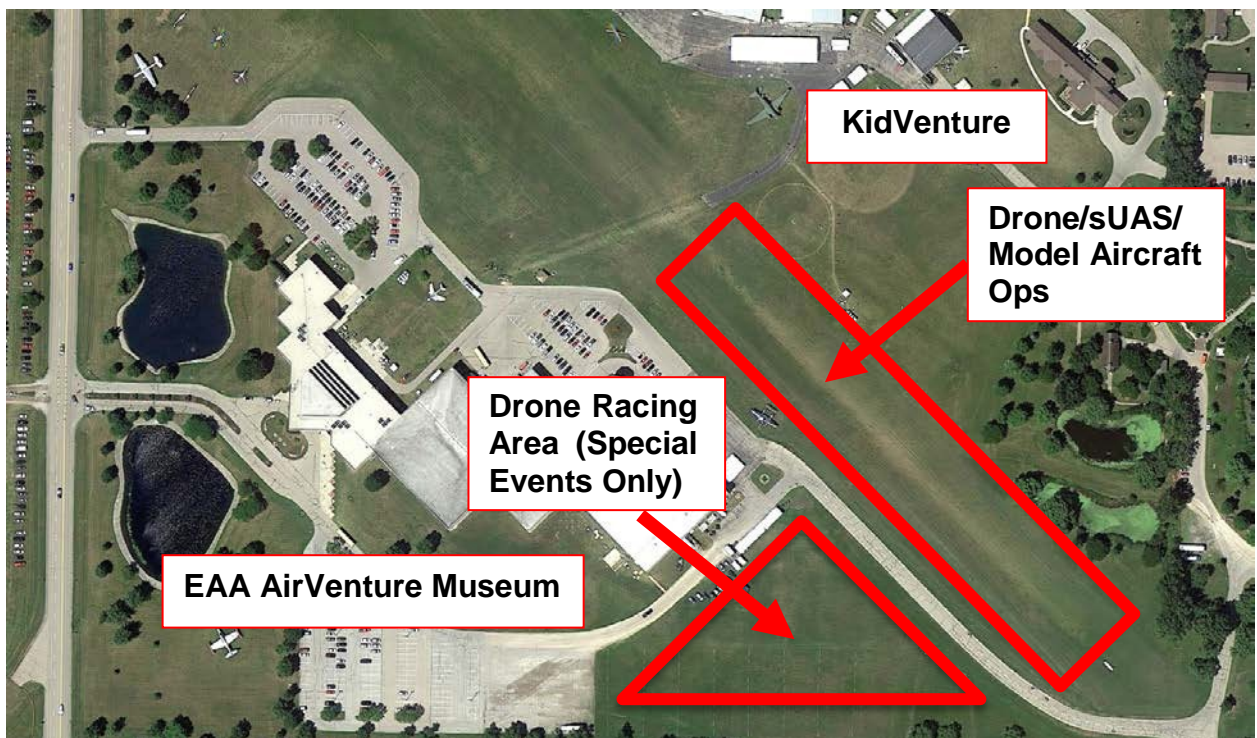 KidVenture
Drone/sUAS/
Model Aircraft
Ops
Drone Racing
Area (Special
Events Only)
EAA AirVenture Museum